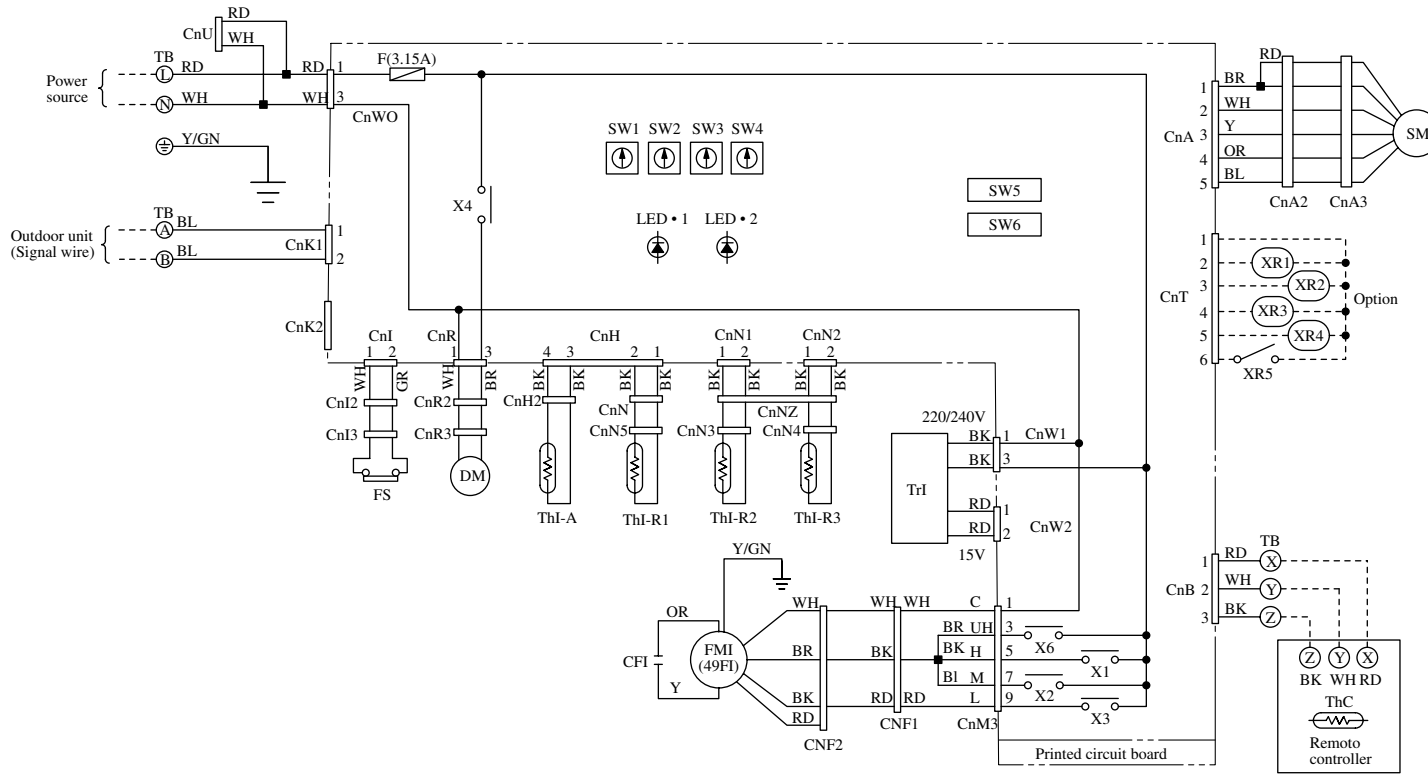 RD
CnU
WH
TB
L
RD
RD
1
F(3.15A)
Power
source
N
WH
WH
3
CnWO
Y/GN
SW1 SW2 SW3 SW4
SW5
SW6
X4
LED • 1 LED • 2
TB
A
BL
1
Outdoor unit
(Signal wire)
CnK1
B
BL
2
CnK2
RD
1
BR
2
WH
CnA
3
Y
4
OR
5
BL
SM
CnA2 CnA3
1
2
XR1
3
XR2
CnT
Option
4
XR3
5
XR4
6
XR5
CnI
1 2
WH
GR
CnI2
CnI3
FS
CnR
1 3
WH
BR
CnR2
CnR3
DM
CnH
4 3 2 1
BK
BK
BK
BK
CnH2
CnN
CnN5
CnN1
1 2
BK
BK
CnN2
1 2
BK
BK
CnNZ
CnN3 CnN4
ThI-A ThI-R1 ThI-R2 ThI-R3
220/240V
BK
1
CnW1
BK
3
TrI
RD
1
CnW2
RD
2
15V
Y/GN
OR
CFI
FMI
(49FI)
Y
WH
WH
WH
C
1
BR
UH
3
X6
BR
BK
BK
H
5
X1
Bl
M
7
X2
BK
RD
RD
RD
L
9
X3
CNF2
CNF1
CnM3
Printed circuit board
TB
1
RD
X
CnB
2
WH
Y
3
BK
Z
Z Y X
BK WH RD
ThC
Remoto
controller